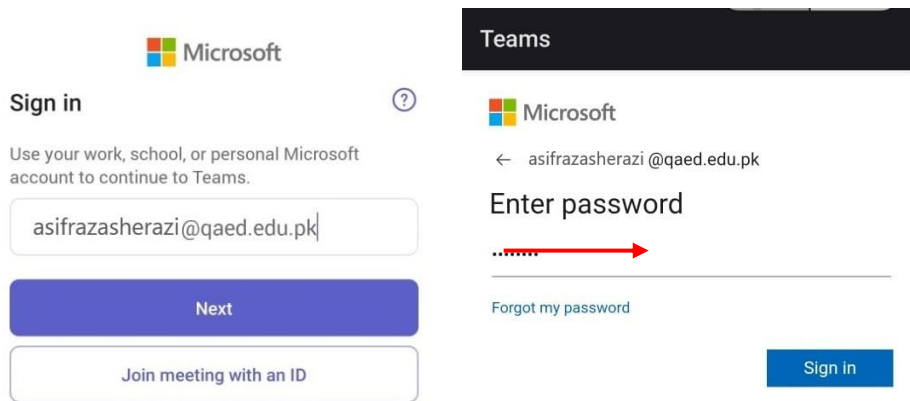 Microsoft
Sign in
?
Use your work, school, or personal Microsoft
account to continue to Teams.
asifrazasherazi@qaed.edu.pk
Next
Join meeting with an ID
Teams
Microsoft
← asifrazasherazi @qaed.edu.pk
Enter password
Forgot my password
Sign in